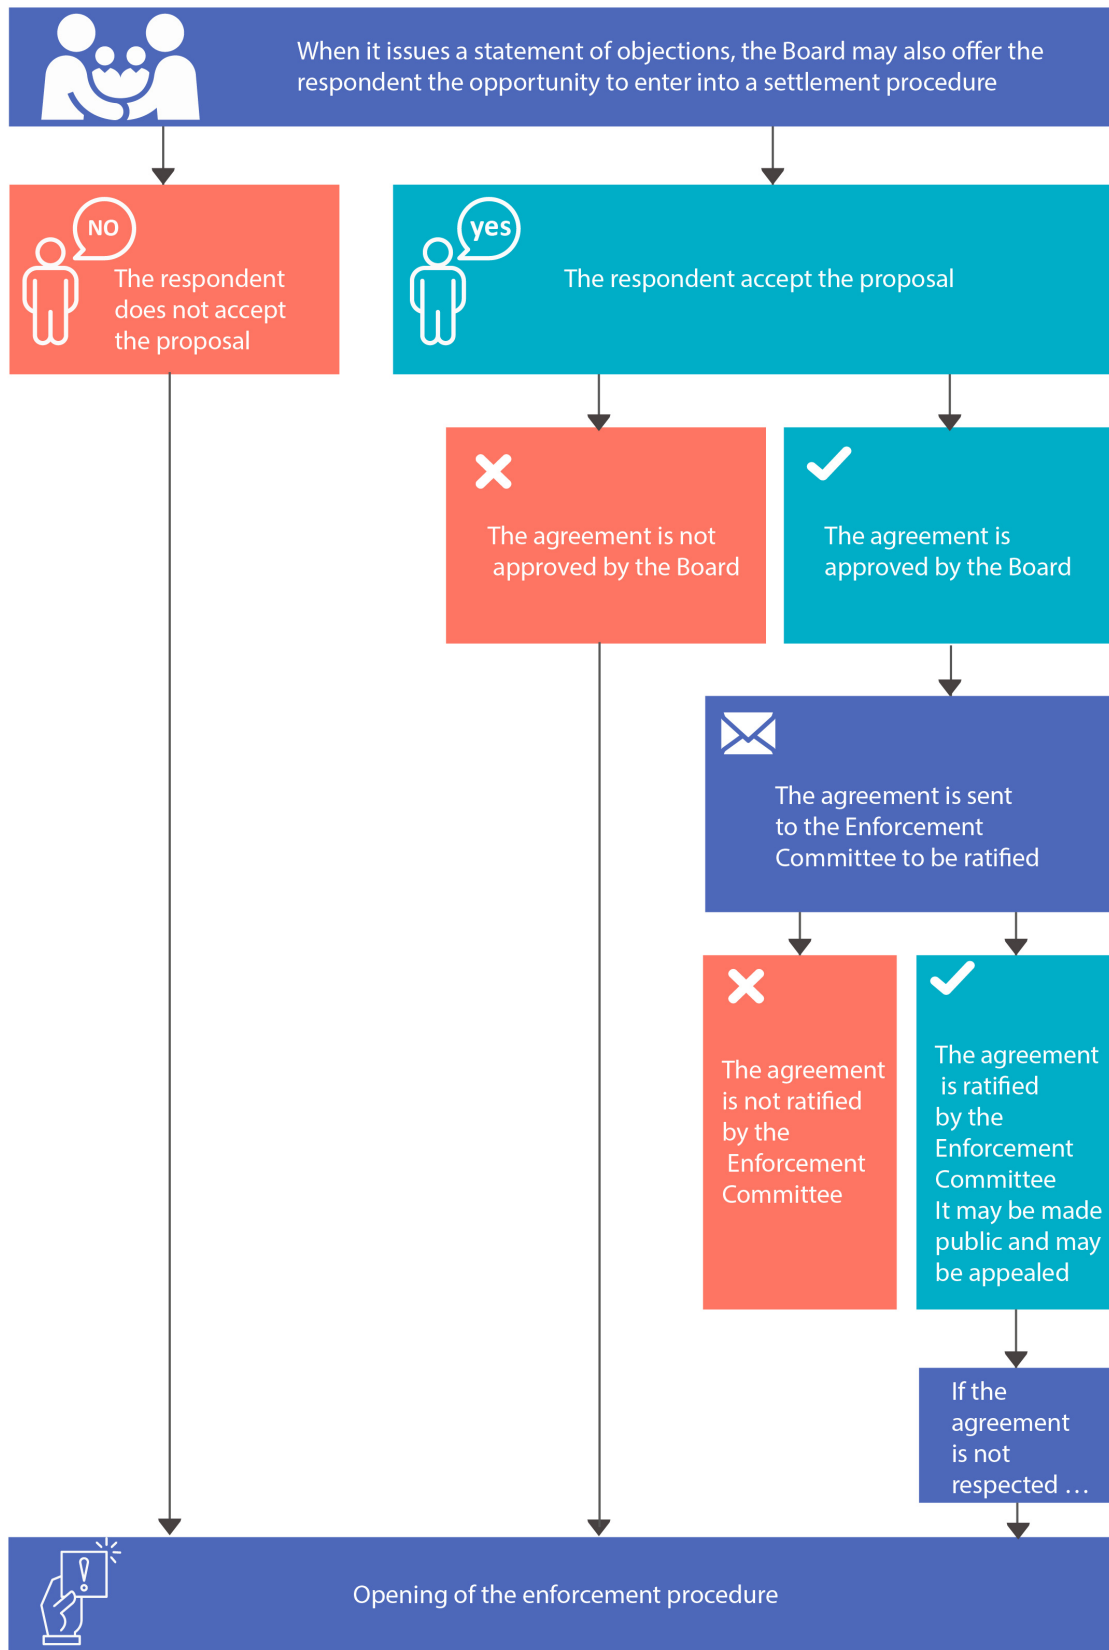 When it issues a statement of objections, the Board may also offer the
respondent the opportunity to enter into a settlement procedure
NO
The respondent
does not accept
the proposal
yes
The respondent accept the proposal
The agreement is not
approved by the Board
The agreement is
approved by the Board
The agreement is sent
to the Enforcement
Committee to be ratified
The agreement
is not ratified
by the
Enforcement
Committee
The agreement
is ratified
by the
Enforcement
Committee
It may be made
public and may
be appealed
If the
agreement
is not
respected …
Opening of the enforcement procedure